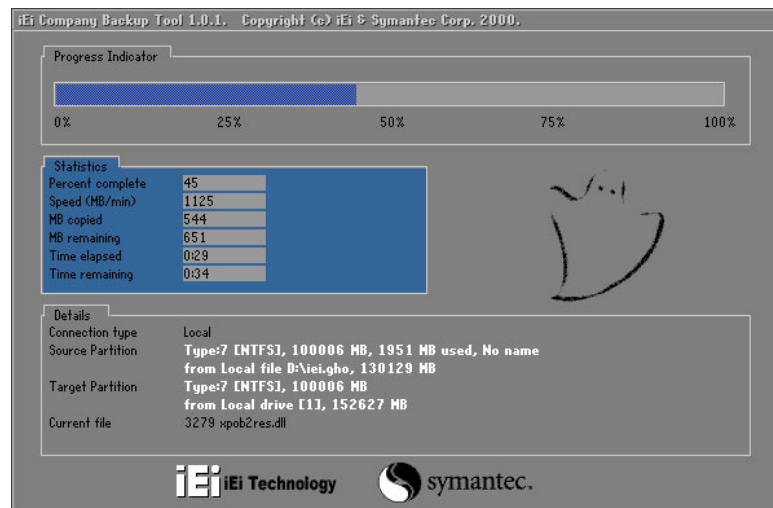 iEi Company Backup Tool 1.0.1. Copyright (c) iEi & Symantec Corp. 2000.
Progress Indicator
0% 25% 50% 75% 100%
Statistics
Percent complete 45
Speed (MB/min) 1125
MB copied 544
MB remaining 651
Time elapsed 0:29
Time remaining 0:34
Details
Connection type Local
Source Partition Type:7 [NTFS], 100006 MB, 1951 MB used, No name
from Local file D:\iei.gho, 130129 MB
Target Partition Type:7 [NTFS], 100006 MB
from Local drive [1], 152627 MB
Current file 3279 xpob2res.dll
iEi iEi Technology symantec.